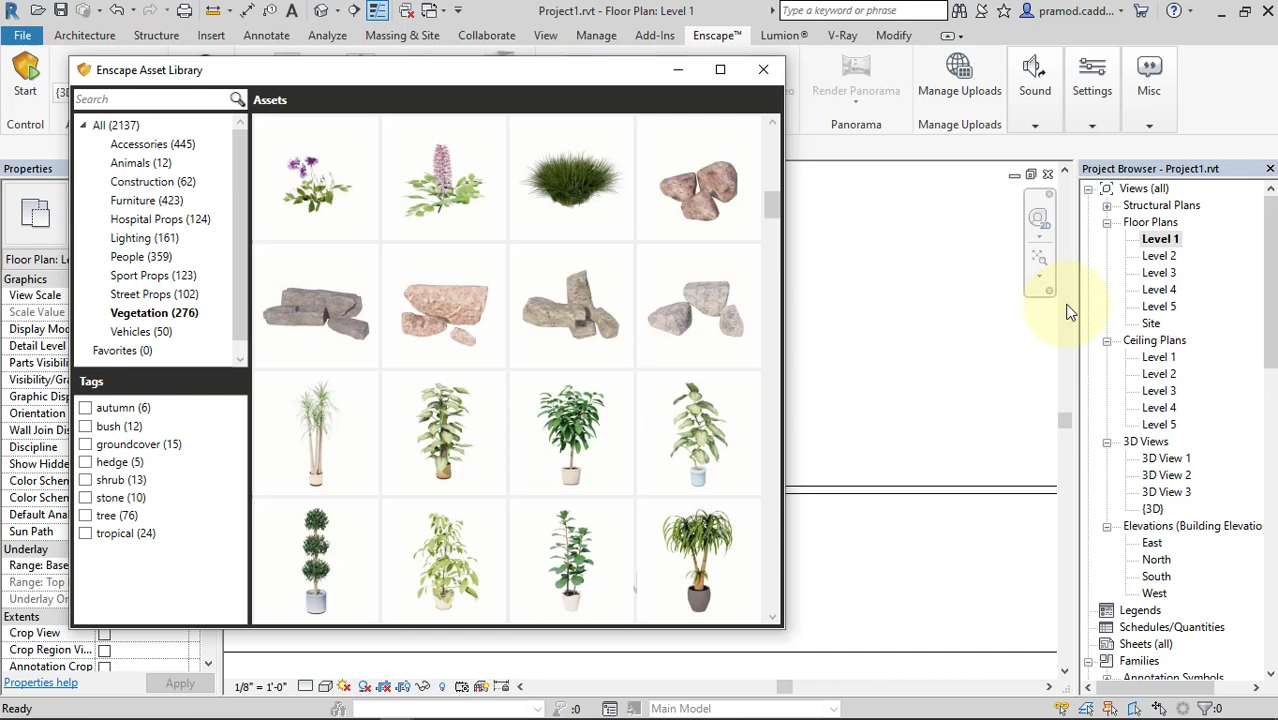 Project1.rvt - Floor Plan: Level 1
Type a keyword or phrase
pramod.cadd...
File Architecture Structure Insert Annotate Analyze Massing & Site Collaborate View Manage Add-Ins Enscape™ Lumion® V-Ray Modify
Start
Control
Render Panorama
Panorama
Manage Uploads
Manage Uploads
Sound
Settings
Misc
Enscape Asset Library
Search
Assets
All (2137)
Accessories (445)
Animals (12)
Construction (62)
Furniture (423)
Hospital Props (124)
Lighting (161)
People (359)
Sport Props (123)
Street Props (102)
Vegetation (276)
Vehicles (50)
Favorites (0)
Tags
autumn (6)
bush (12)
groundcover (15)
hedge (5)
shrub (13)
stone (10)
tree (76)
tropical (24)
Properties
Floor Plan: Le
Graphics
View Scale
Scale Value
Display Mod
Detail Level
Parts Visibility
Visibility/Gra
Graphic Disp
Orientation
Wall Join Dis
Discipline
Show Hidde
Color Schem
Color Schem
Default Anal
Sun Path
Underlay
Range: Base
Range: Top
Underlay On
Extents
Crop View
Crop Region Vi...
Annotation Crop
Properties help
Apply
2D
Project Browser - Project1.rvt
Views (all)
Structural Plans
Floor Plans
Level 1
Level 2
Level 3
Level 4
Level 5
Site
Ceiling Plans
Level 1
Level 2
Level 3
Level 4
Level 5
3D Views
3D View 1
3D View 2
3D View 3
{3D}
Elevations (Building Elevatio
East
North
South
West
Legends
Schedules/Quantities
Sheets (all)
Families
Annotation Symbols
1/8" = 1'-0"
Ready
:0
Main Model
:0